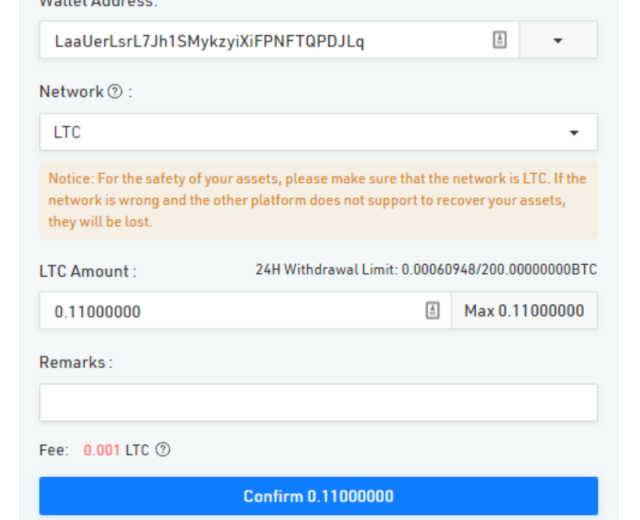 Wallet Address:
LaaUerLsrL7Jh1SMykzyiXiFPNFTQPDJLq
Network ? :
LTC
Notice: For the safety of your assets, please make sure that the network is LTC. If the
network is wrong and the other platform does not support to recover your assets,
they will be lost.
LTC Amount : 24H Withdrawal Limit: 0.00060948/200.00000000BTC
0.11000000 Max 0.11000000
Remarks :
Fee: 0.001 LTC ?
Confirm 0.11000000